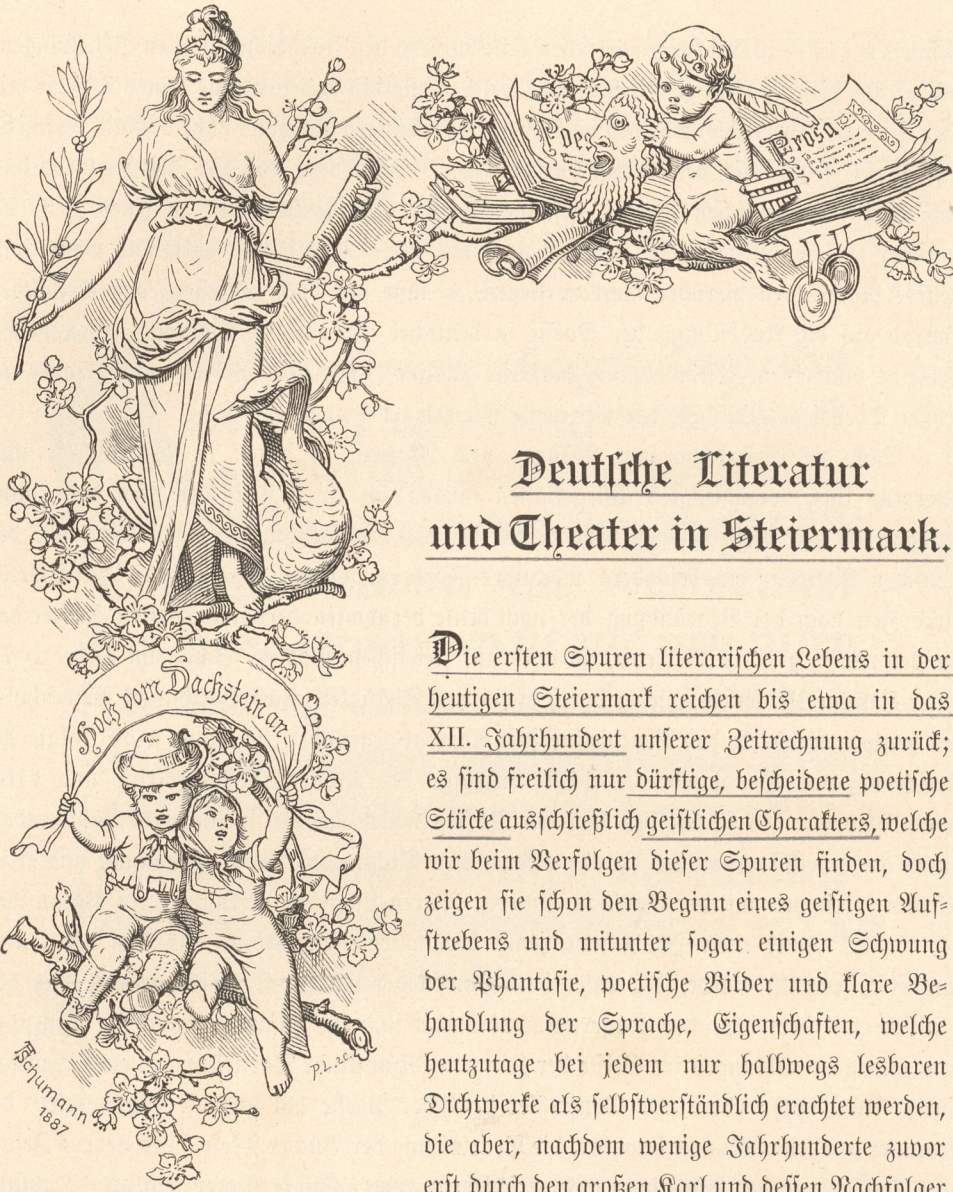 Poes
Prosa
Deutsche Literatur
und Theater in Steiermark.
Die ersten Spuren literarischen Lebens in der
heutigen Steiermark reichen bis etwa in das
XII. Jahrhundert unserer Zeitrechnung zurück;
es sind freilich nur dürftige, bescheidene poetische
Stücke ausschließlich geistlichen Charakters, welche
wir beim Verfolgen dieser Spuren finden, doch
zeigen sie schon den Beginn eines geistigen Auf-
strebens und mitunter sogar einigen Schwung
der Phantasie, poetische Bilder und klare Be-
handlung der Sprache, Eigenschaften, welche
heutzutage bei jedem nur halbwegs lesbaren
Dichtwerke als selbstverständlich erachtet werden,
die aber, nachdem wenige Jahrhunderte zuvor
erst durch den großen Karl und dessen Nachfolger
Hoch vom Dachstein an
ASchumann
1887
P.L. sc.